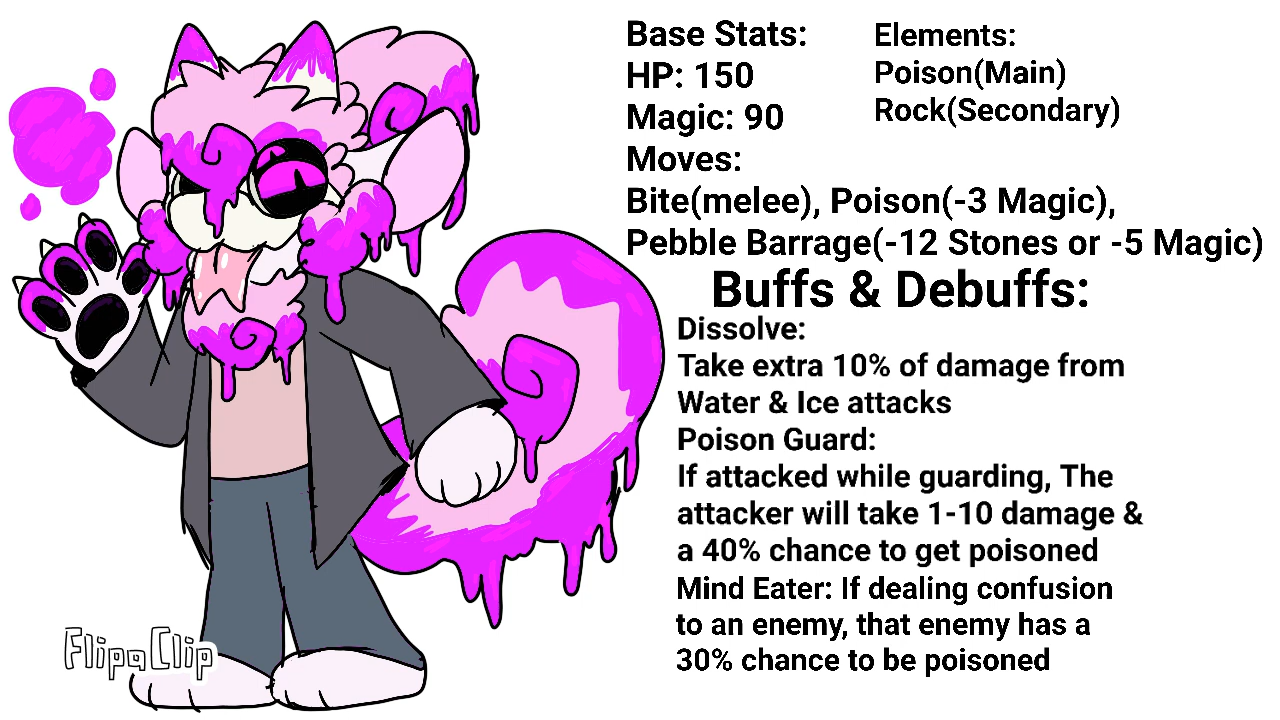 Base Stats:
HP: 150
Magic: 90
Moves:
Bite(melee), Poison(-3 Magic),
Pebble Barrage(-12 Stones or -5 Magic)
Elements:
Poison(Main)
Rock(Secondary)
Buffs & Debuffs:
Dissolve:
Take extra 10% of damage from
Water & Ice attacks
Poison Guard:
If attacked while guarding, The
attacker will take 1-10 damage &
a 40% chance to get poisoned
Mind Eater: If dealing confusion
to an enemy, that enemy has a
30% chance to be poisoned
FlipaClip